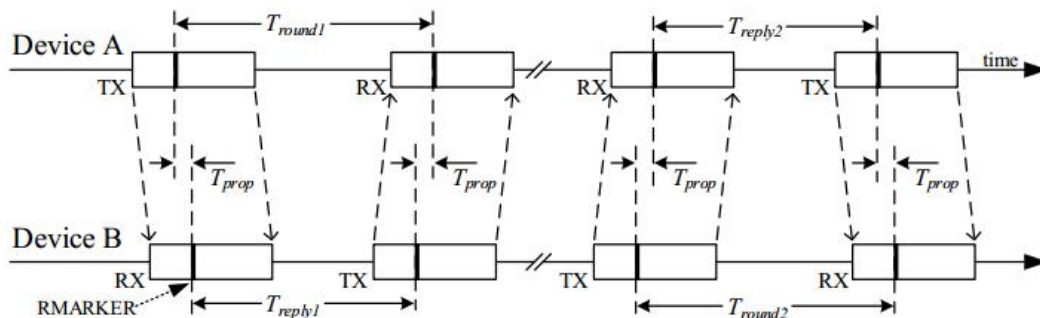 T_round1 T_reply2
Device A time
TX RX RX TX
T_prop T_prop T_prop T_prop
Device B
RX TX TX RX
RMARKER T_reply1 T_round2